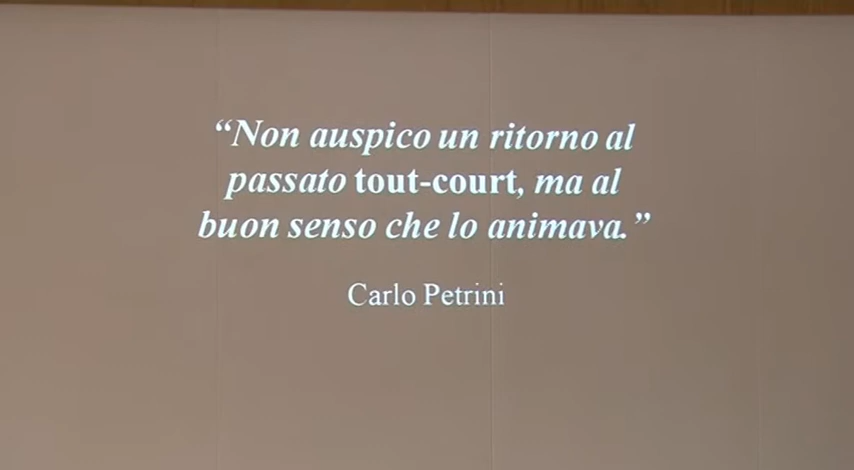 “Non auspico un ritorno al
passato tout-court, ma al
buon senso che lo animava.”
Carlo Petrini